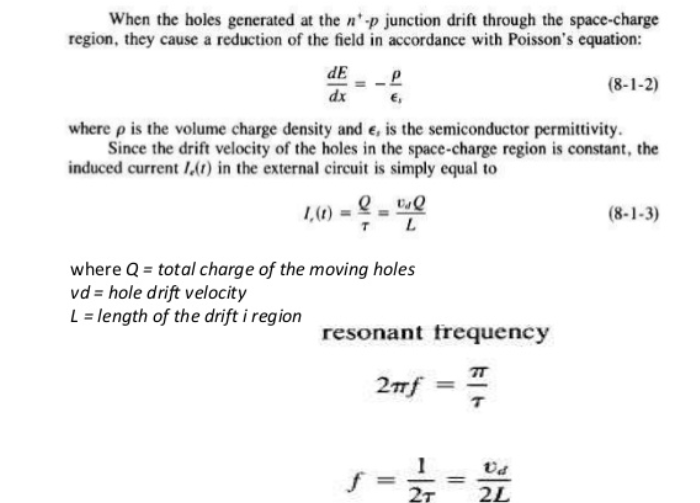 When the holes generated at the n⁺-p junction drift through the space-charge
region, they cause a reduction of the field in accordance with Poisson's equation:
dE/dx = − ρ/ϵₛ (8-1-2)
where ρ is the volume charge density and ϵₛ is the semiconductor permittivity.
Since the drift velocity of the holes in the space-charge region is constant, the
induced current Iₑ(t) in the external circuit is simply equal to
Iₑ(t) = Q/τ = v_dQ/L (8-1-3)
where Q = total charge of the moving holes
vd = hole drift velocity
L = length of the drift i region
resonant frequency
2πf = π/τ
f = 1/2τ = v_d/2L